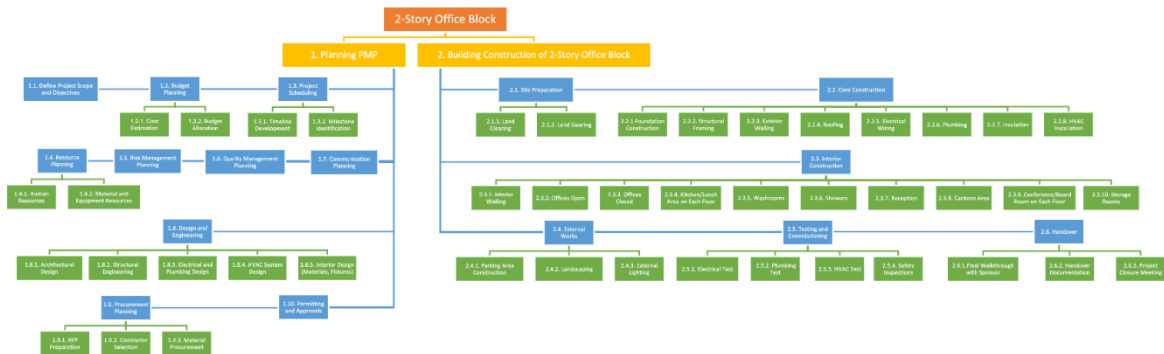 2-Story Office Block
1. Planning PMP
2. Building Construction of 2-Story Office Block
1.1. Define Project Scope
and Objectives
1.2. Budget
Planning
1.3. Project
Scheduling
1.2.1. Cost
Estimation
1.2.2. Budget
Allocation
1.3.1. Timeline
Development
1.3.2. Milestone
Identification
1.4. Resource
Planning
1.5. Risk Management
Planning
1.6. Quality Management
Planning
1.7. Communication
Planning
1.4.1. Human
Resources
1.4.2. Material and
Equipment Resources
1.8. Design and
Engineering
1.8.1. Architectural
Design
1.8.2. Structural
Engineering
1.8.3. Electrical and
Plumbing Design
1.8.4. HVAC System
Design
1.8.5. Interior Design
(Materials, Fixtures)
1.9. Procurement
Planning
1.10. Permitting
and Approvals
1.9.1. RFP
Preparation
1.9.2. Contractor
Selection
1.9.3. Material
Procurement
2.1. Site Preparation
2.2. Core Construction
2.1.1. Land
Clearing
2.1.2. Land Gearing
2.2.1 Foundation
Construction
2.2.2. Structural
Framing
2.2.3. Exterior
Walling
2.2.4. Roofing
2.2.5. Electrical
Wiring
2.2.6. Plumbing
2.2.7. Insulation
2.2.8. HVAC
Installation
2.3. Interior
Construction
2.3.1. Interior
Walling
2.3.2. Offices Open
2.3.3. Offices
Closed
2.3.4. Kitchen/Lunch
Area on Each Floor
2.3.5. Washrooms
2.3.6. Showers
2.3.7. Reception
2.3.8. Canteen Area
2.3.9. Conference/Board
Room on Each Floor
2.3.10. Storage
Rooms
2.4. External
Works
2.5. Testing and
Commissioning
2.6. Handover
2.4.1. Parking Area
Construction
2.4.2. Landscaping
2.4.3. External
Lighting
2.5.1. Electrical Test
2.5.2. Plumbing
Test
2.5.3. HVAC Test
2.5.4. Safety
Inspections
2.6.1.Final Walkthrough
with Sponsor
2.6.2. Handover
Documentation
2.6.3. Project
Closure Meeting